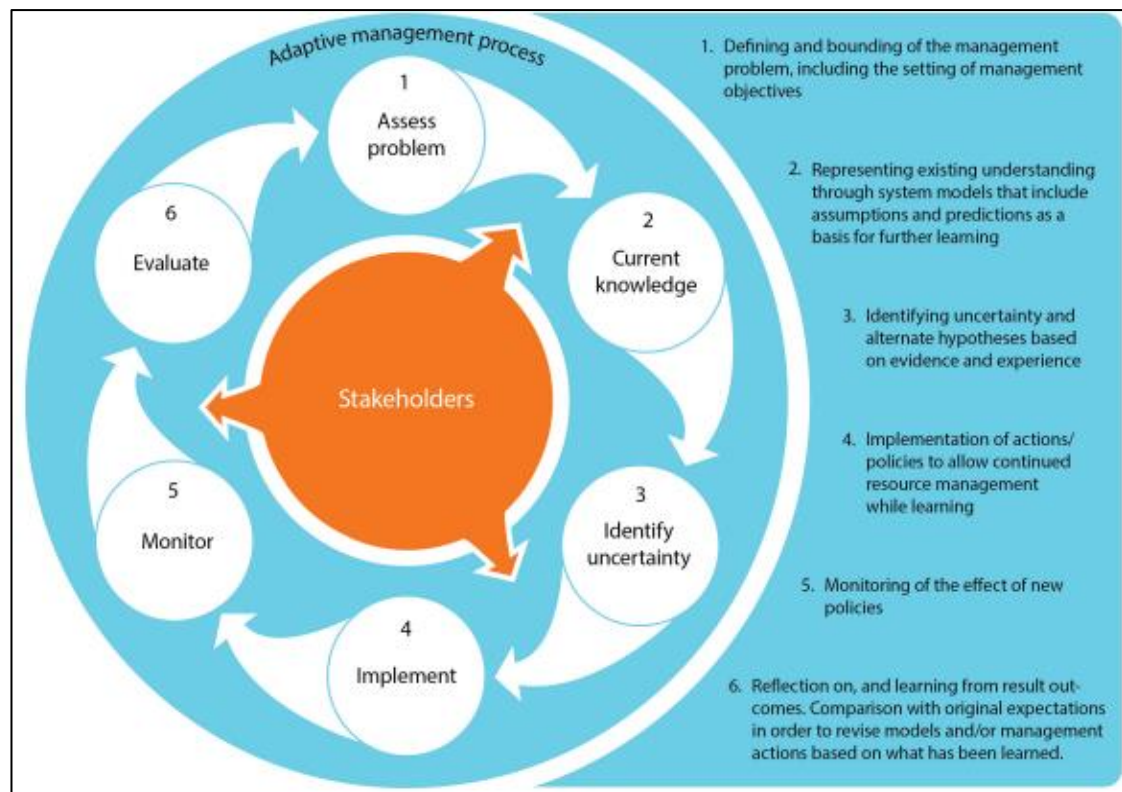 Adaptive management process
1
Assess
problem
2
Current
knowledge
3
Identify
uncertainty
4
Implement
5
Monitor
6
Evaluate
Stakeholders
1. Defining and bounding of the management
problem, including the setting of management
objectives
2. Representing existing understanding
through system models that include
assumptions and predictions as a
basis for further learning
3. Identifying uncertainty and
alternate hypotheses based
on evidence and experience
4. Implementation of actions/
policies to allow continued
resource management
while learning
5. Monitoring of the effect of new
policies
6. Reflection on, and learning from result out-
comes. Comparison with original expectations
in order to revise models and/or management
actions based on what has been learned.